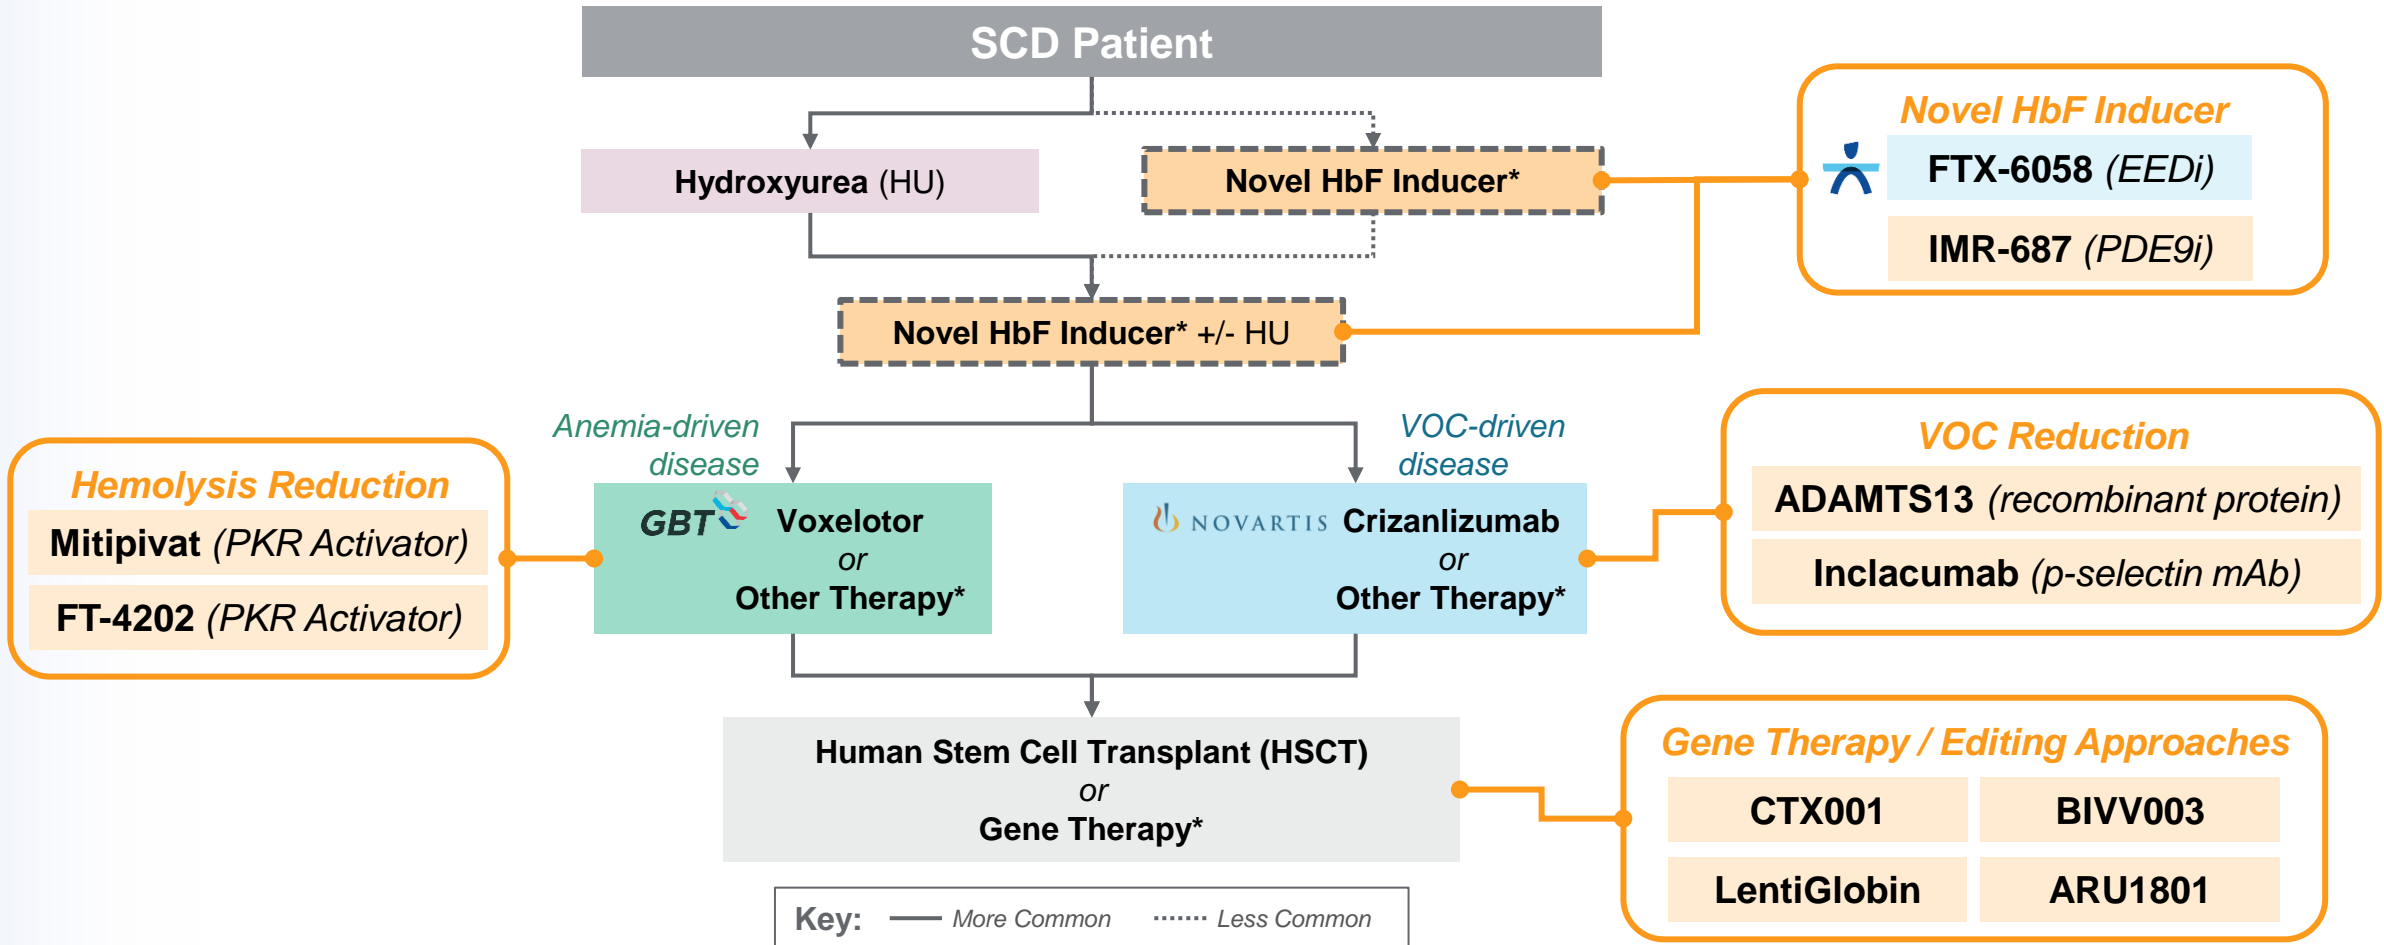 SCD Patient
Hydroxyurea (HU)
Novel HbF Inducer*
Novel HbF Inducer
FTX-6058 (EEDi)
IMR-687 (PDE9i)
Novel HbF Inducer* +/- HU
Anemia-driven
disease
VOC-driven
disease
Hemolysis Reduction
Mitipivat (PKR Activator)
FT-4202 (PKR Activator)
GBT Voxelotor
or
Other Therapy*
NOVARTIS Crizanlizumab
or
Other Therapy*
VOC Reduction
ADAMTS13 (recombinant protein)
Inclacumab (p-selectin mAb)
Human Stem Cell Transplant (HSCT)
or
Gene Therapy*
Gene Therapy / Editing Approaches
CTX001
BIVV003
LentiGlobin
ARU1801
Key: More Common Less Common